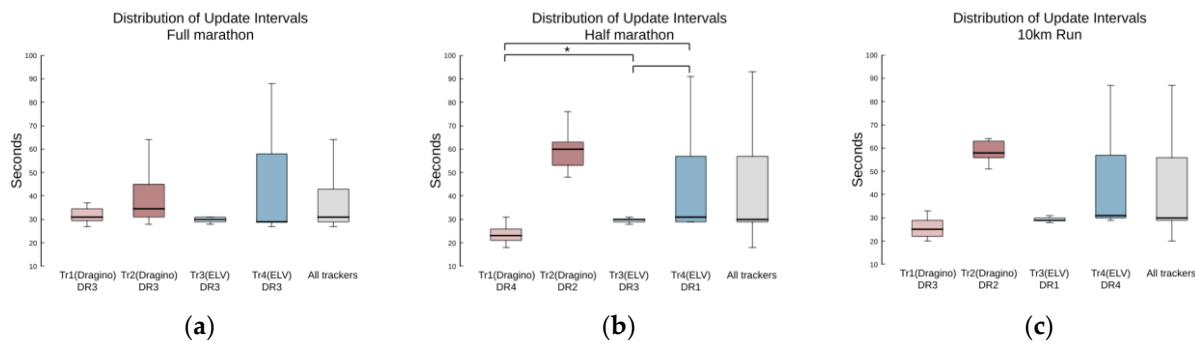 Distribution of Update Intervals
Full marathon
Seconds
100
90
80
70
60
50
40
30
20
10
Tr1(Dragino) Tr2(Dragino) Tr3(ELV) Tr4(ELV) All trackers
DR3 DR3 DR3 DR3
(a)
Distribution of Update Intervals
Half marathon
*
Seconds
100
90
80
70
60
50
40
30
20
10
Tr1(Dragino) Tr2(Dragino) Tr3(ELV) Tr4(ELV) All trackers
DR4 DR2 DR3 DR1
(b)
Distribution of Update Intervals
10km Run
Seconds
100
90
80
70
60
50
40
30
20
10
Tr1(Dragino) Tr2(Dragino) Tr3(ELV) Tr4(ELV) All trackers
DR3 DR2 DR1 DR4
(c)